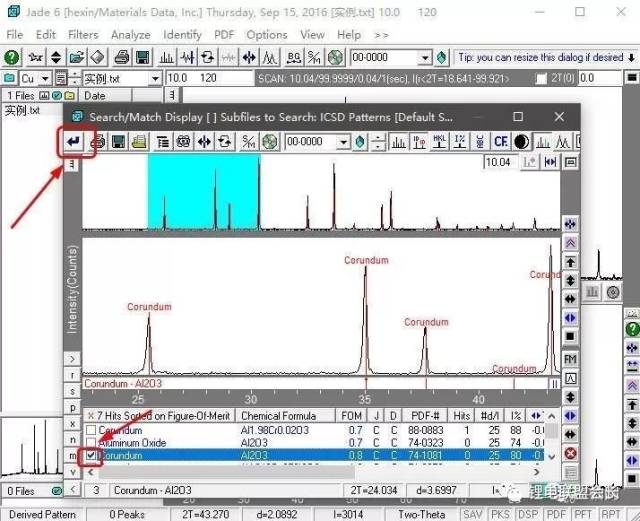 Jade 6 [hexin/Materials Data, Inc.] Thursday, Sep 15, 2016 [实例.txt] 10.0 120
File Edit Filters Analyze Identify PDF Options View Help >>
00-0000 Tip: you can resize this dialog if desired
Cu 实例.txt 10.0 120 SCAN: 10.04/99.9999/0.04/1(sec), I(r<2T=18.641-99.921> 2T(0) 0.0
1 Files Date
实例.txt
Search/Match Display [ ] Subfiles to Search: ICSD Patterns [Default S...
S/M 00-0000 HKL I% CF.
10.04
Intensity(Counts)
Corundum
Corundum
Corundum
Corundum
Corundum
Corundum - Al2O3
25 30 35 40
7 Hits Sorted on Figure-Of-Merit Chemical Formula FOM J D PDF-# Hits #d/I I%
Corundum Al1.98Cr0.02O3 0.7 C C 88-0883 1 25 88
Aluminum Oxide Al2O3 0.7 C C 74-0323 0 25 74
Corundum Al2O3 0.8 C C 74-1081 0 25 80
> r s p x n m v
FM
3 Corundum - Al2O3 2T=24.034 d=3.6997
0 Files
锂电联盟会长
Derived Pattern 0 Peaks 2T=43.270 d=2.0892 I=3014 Two-Theta SAV PKS DSP PDF PFT RPT